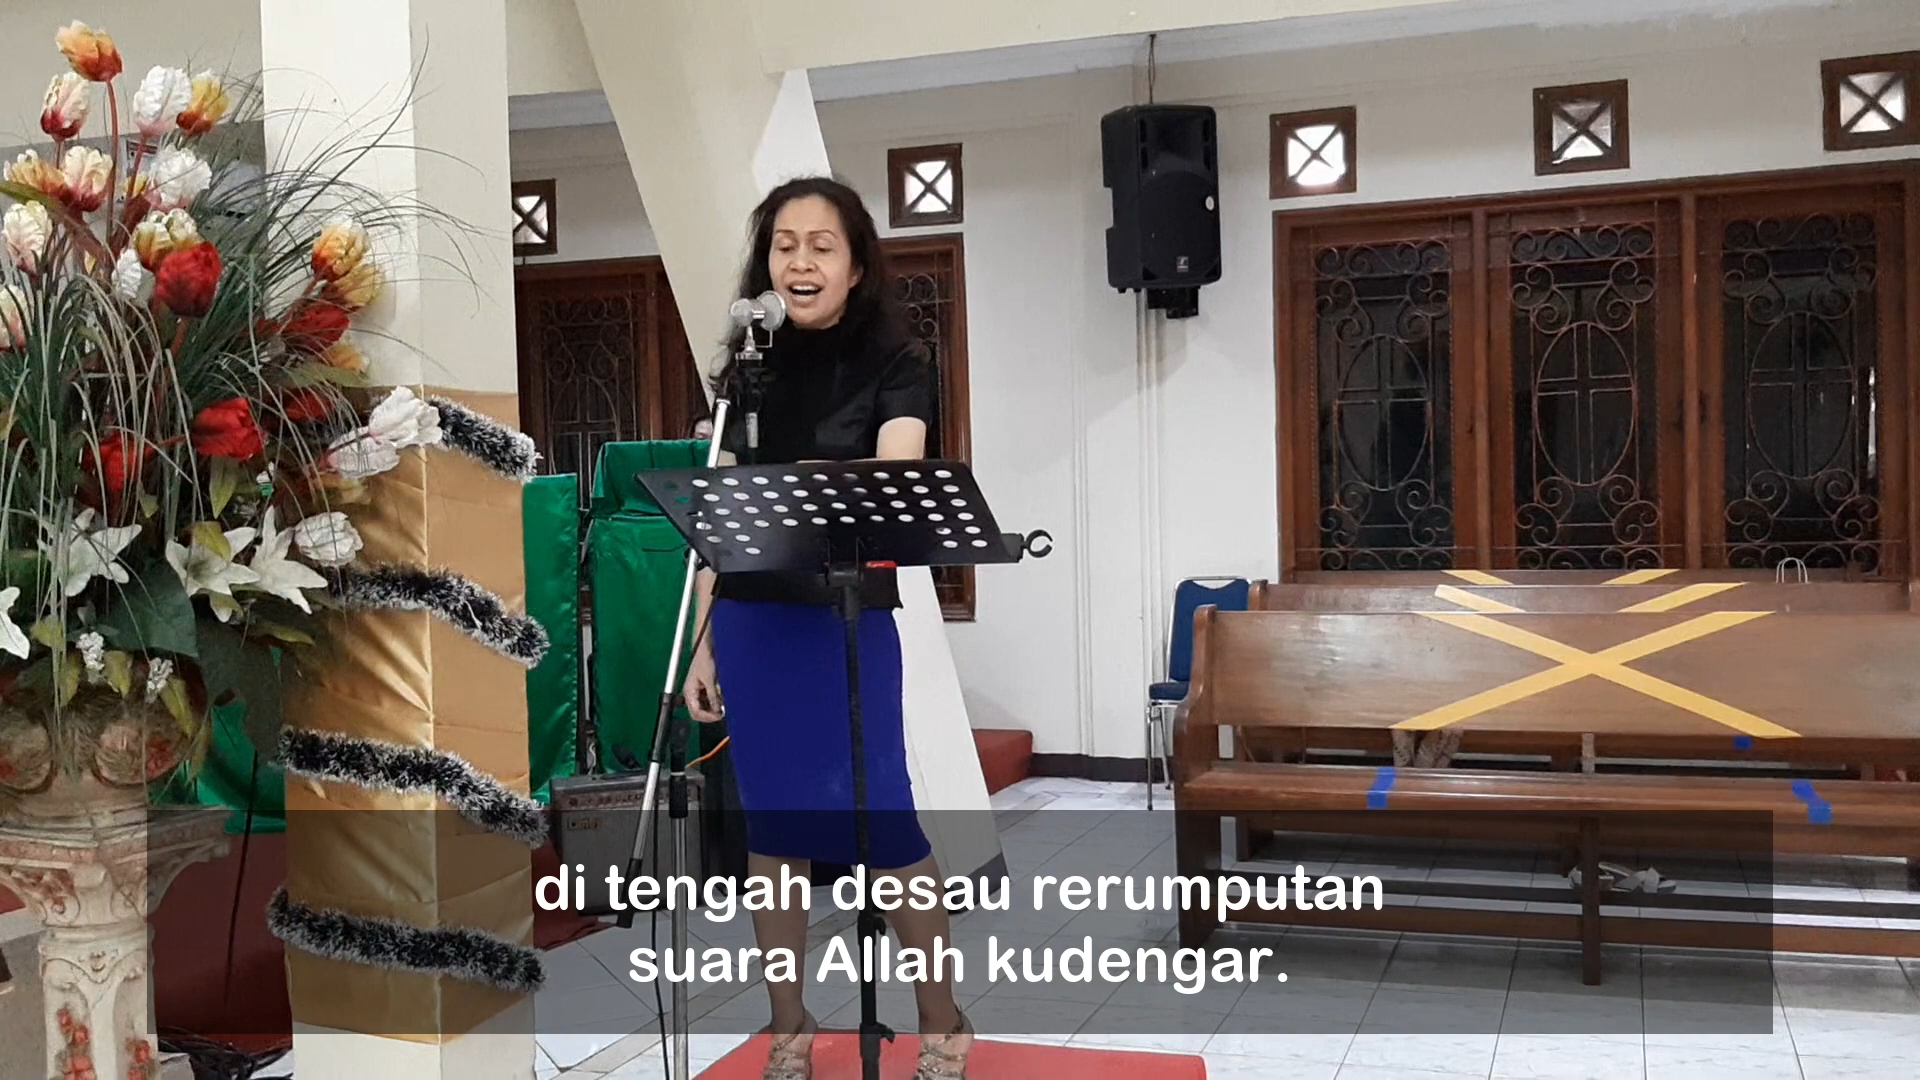 di tengah desau rerumputan
suara Allah kudengar.